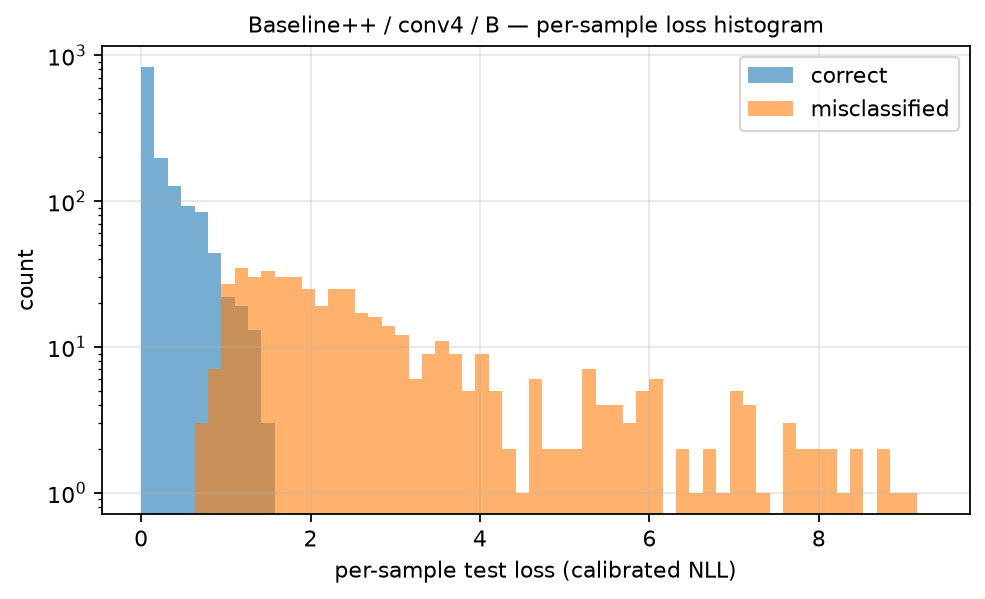 Baseline++ / conv4 / B — per-sample loss histogram
correct
misclassified
count
10³
10²
10¹
10⁰
0 2 4 6 8
per-sample test loss (calibrated NLL)